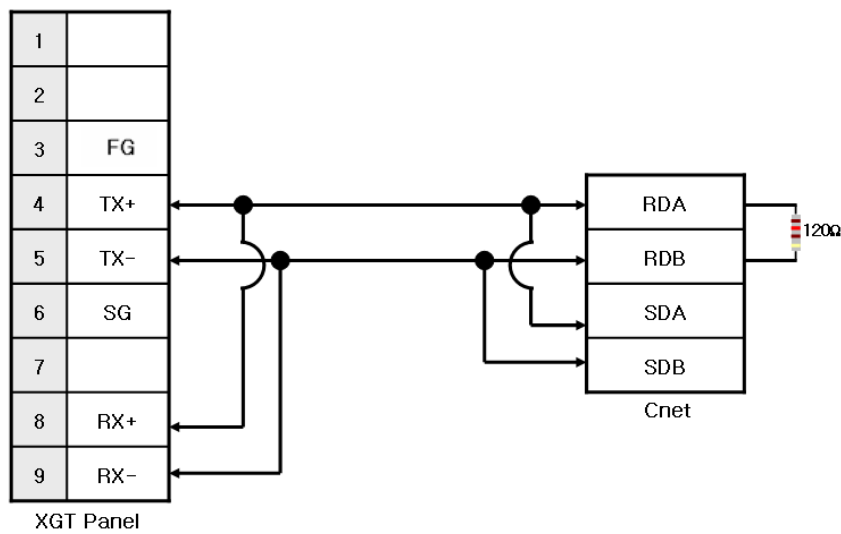 1
2
3 FG
4 TX+
5 TX-
6 SG
7
8 RX+
9 RX-
XGT Panel
RDA
RDB
SDA
SDB
Cnet
120Ω